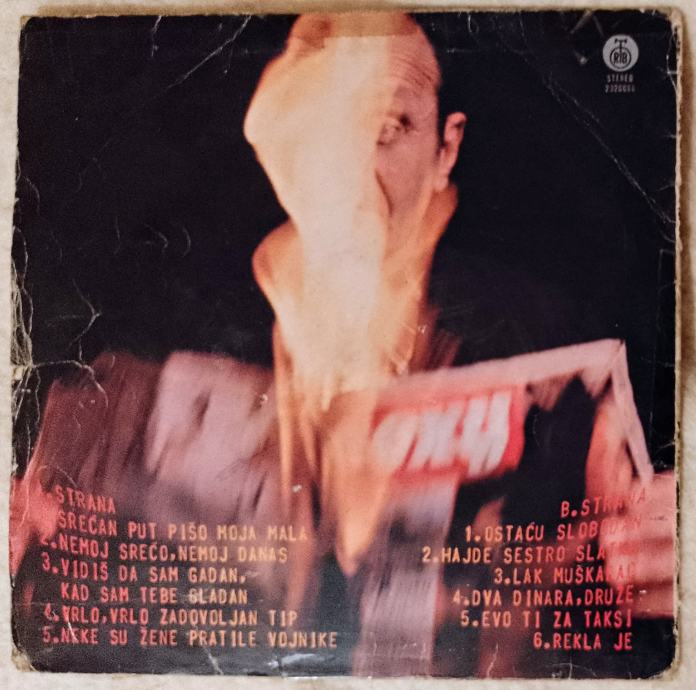 RTB
STEREO
STRANA
SREĆAN PUT PIŠO MOJA MALA
2.NEMOJ SREĆO,NEMOJ DANAS
3.VIDIŠ DA SAM GADAN,
KAD SAM TEBE GLADAN
4.VRLO,VRLO ZADOVOLJAN TIP
5.NEKE SU ŽENE PRATILE VOJNIKE
B.STRANA
1.OSTAĆU SLOBODAN
2.HAJDE SESTRO SLATKA
3.LAK MUŠKARAC
4.DVA DINARA,DRUŽE
5.EVO TI ZA TAKSI
6.REKLA JE